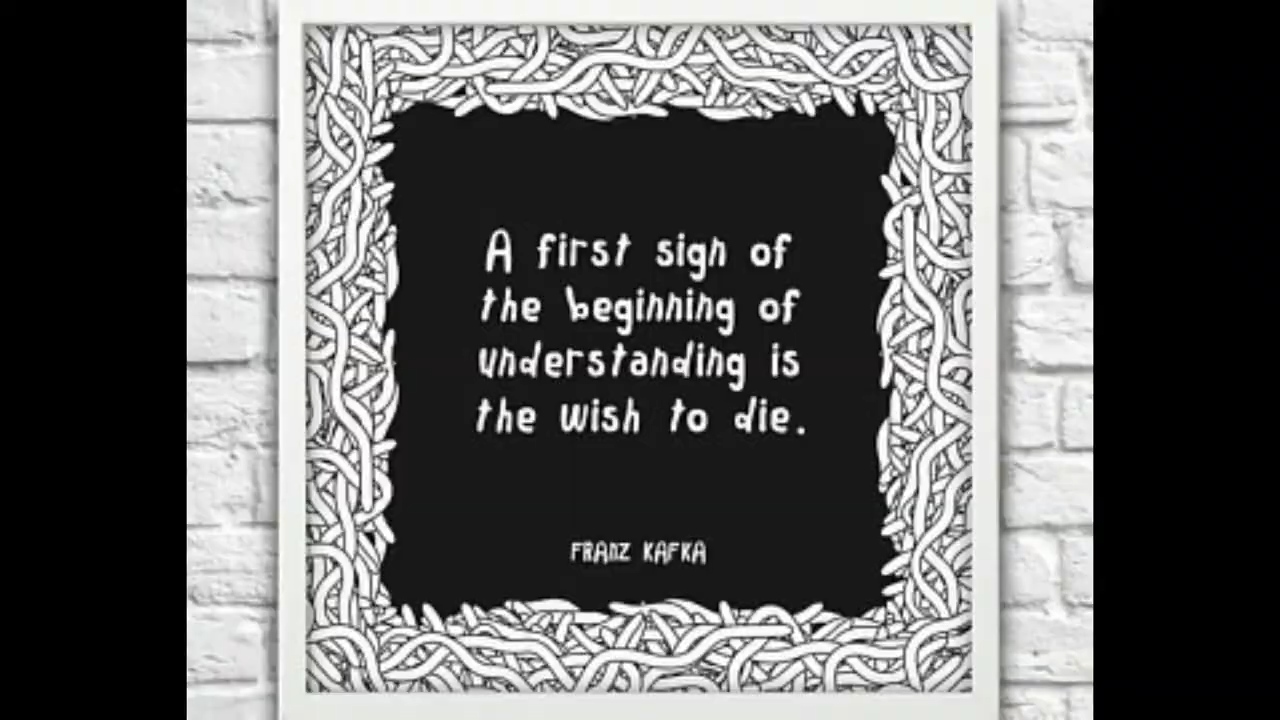 A first sign of
the beginning of
understanding is
the wish to die.
FRANZ KAFKA